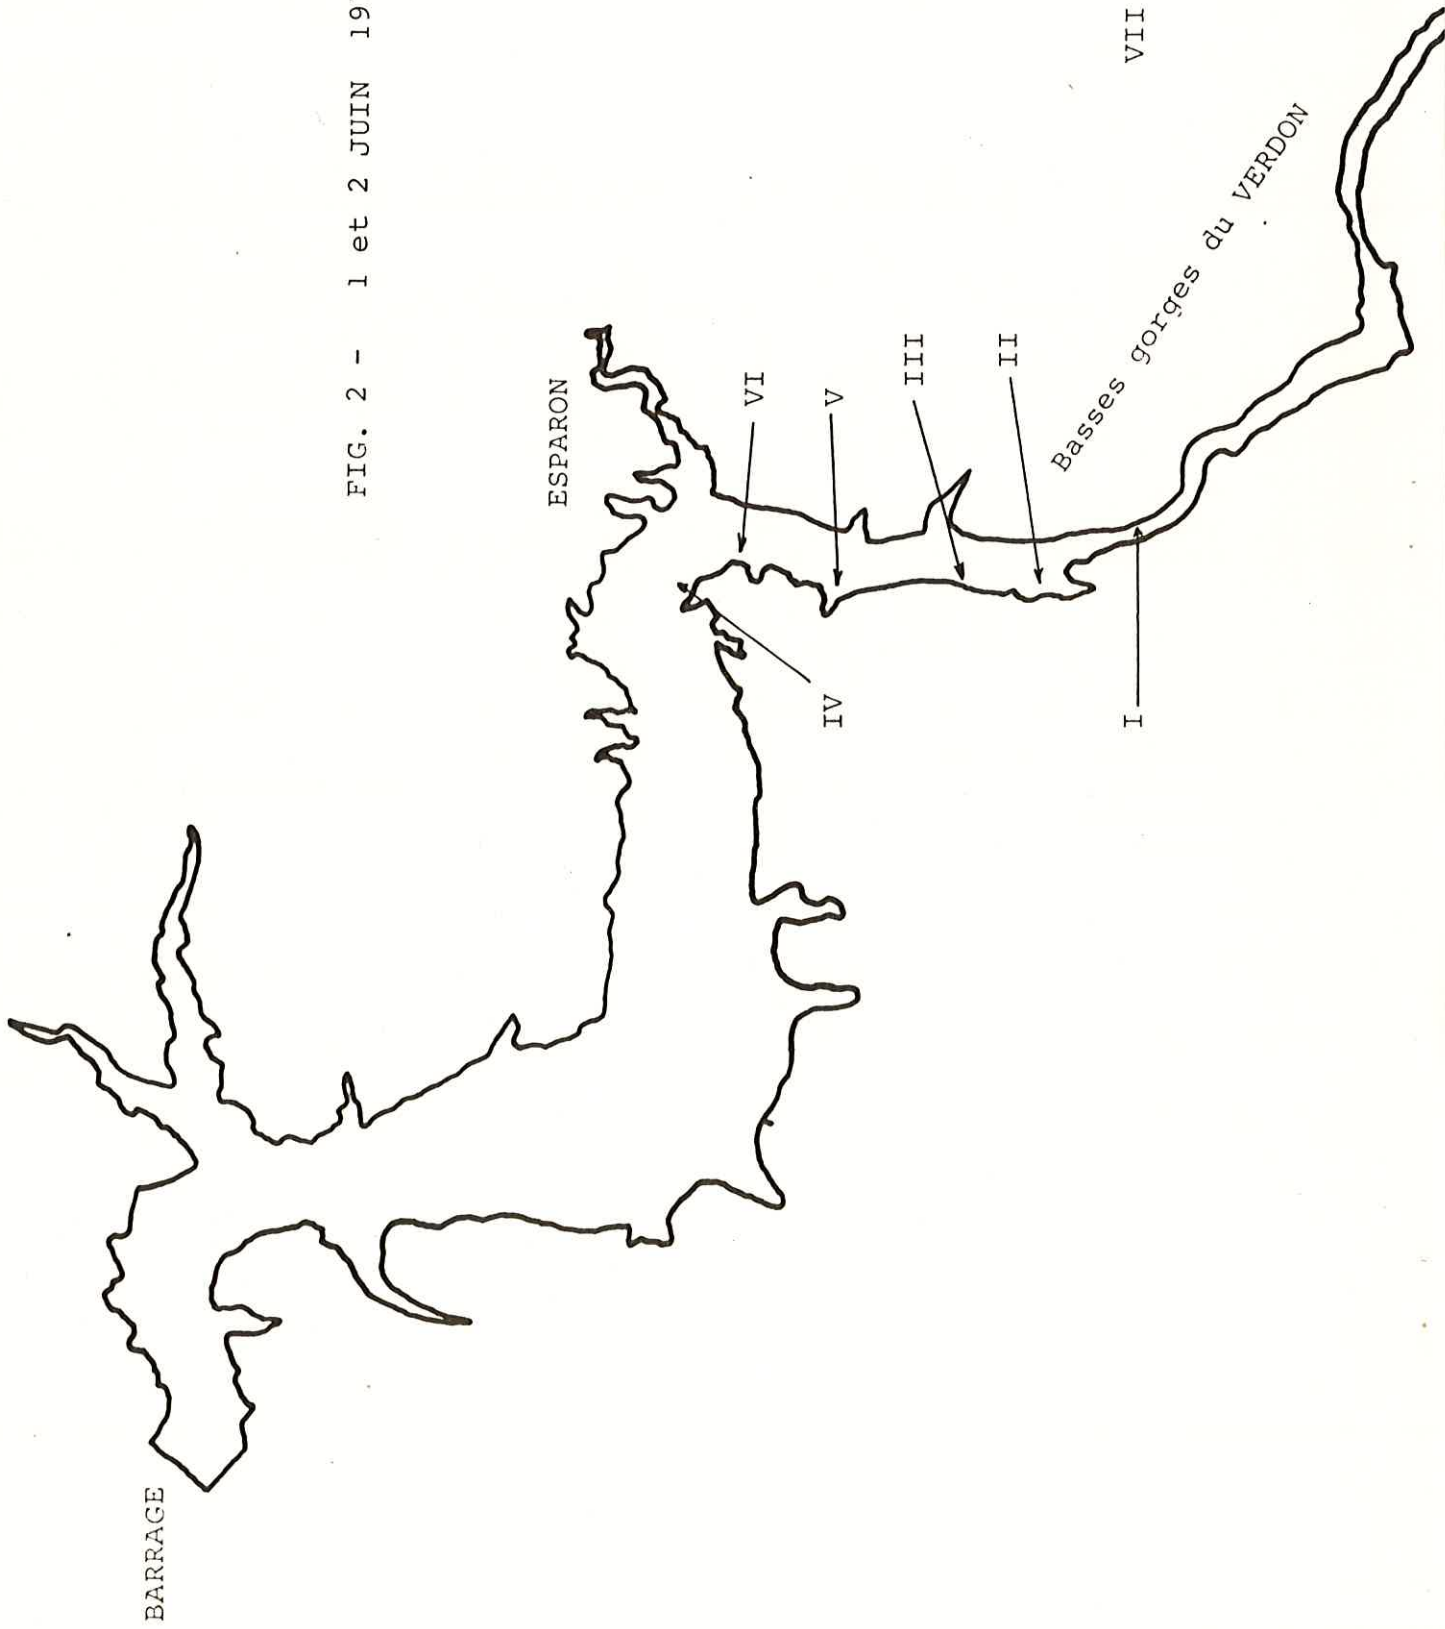 FIG. 2 - 1 et 2 JUIN 19
BARRAGE
ESPARON
VI
V
IV
III
II
I
VII
Basses gorges du VERDON